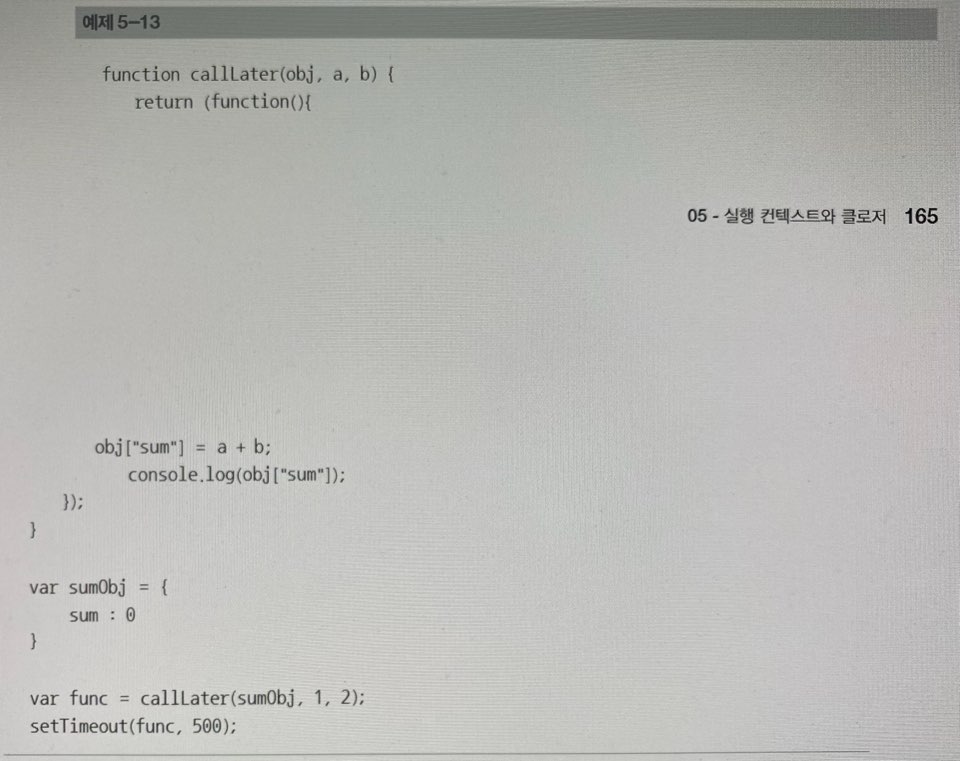 예제 5-13
function callLater(obj, a, b) {
return (function(){
05 - 실행 컨텍스트와 클로저 165
obj["sum"] = a + b;
console.log(obj["sum"]);
});
}
var sumObj = {
sum : 0
}
var func = callLater(sumObj, 1, 2);
setTimeout(func, 500);